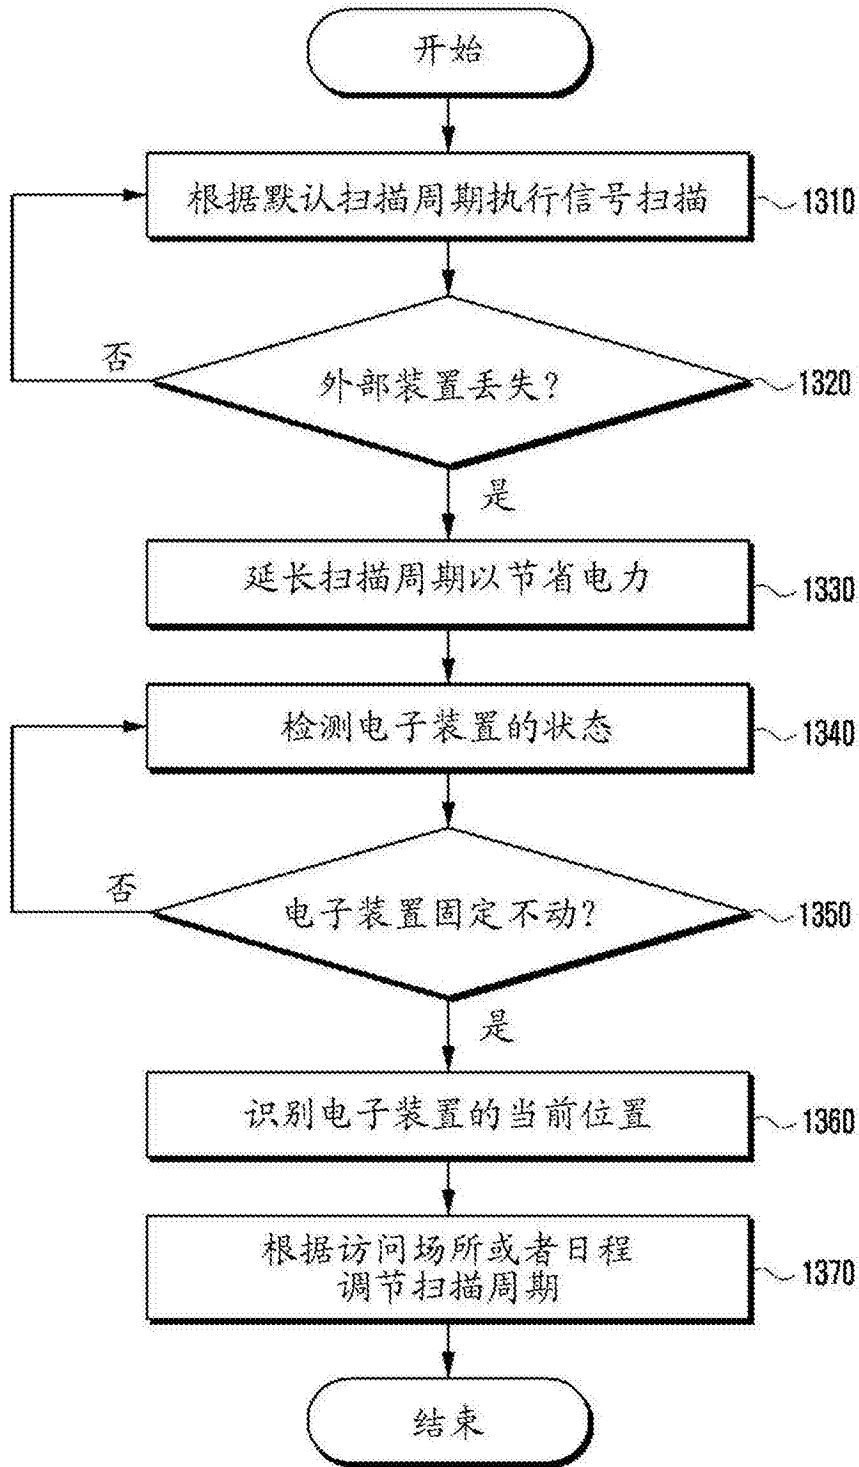 开始
根据默认扫描周期执行信号扫描
1310
否
外部装置丢失?
1320
是
延长扫描周期以节省电力
1330
检测电子装置的状态
1340
否
电子装置固定不动?
1350
是
识别电子装置的当前位置
1360
根据访问场所或者日程
调节扫描周期
1370
结束